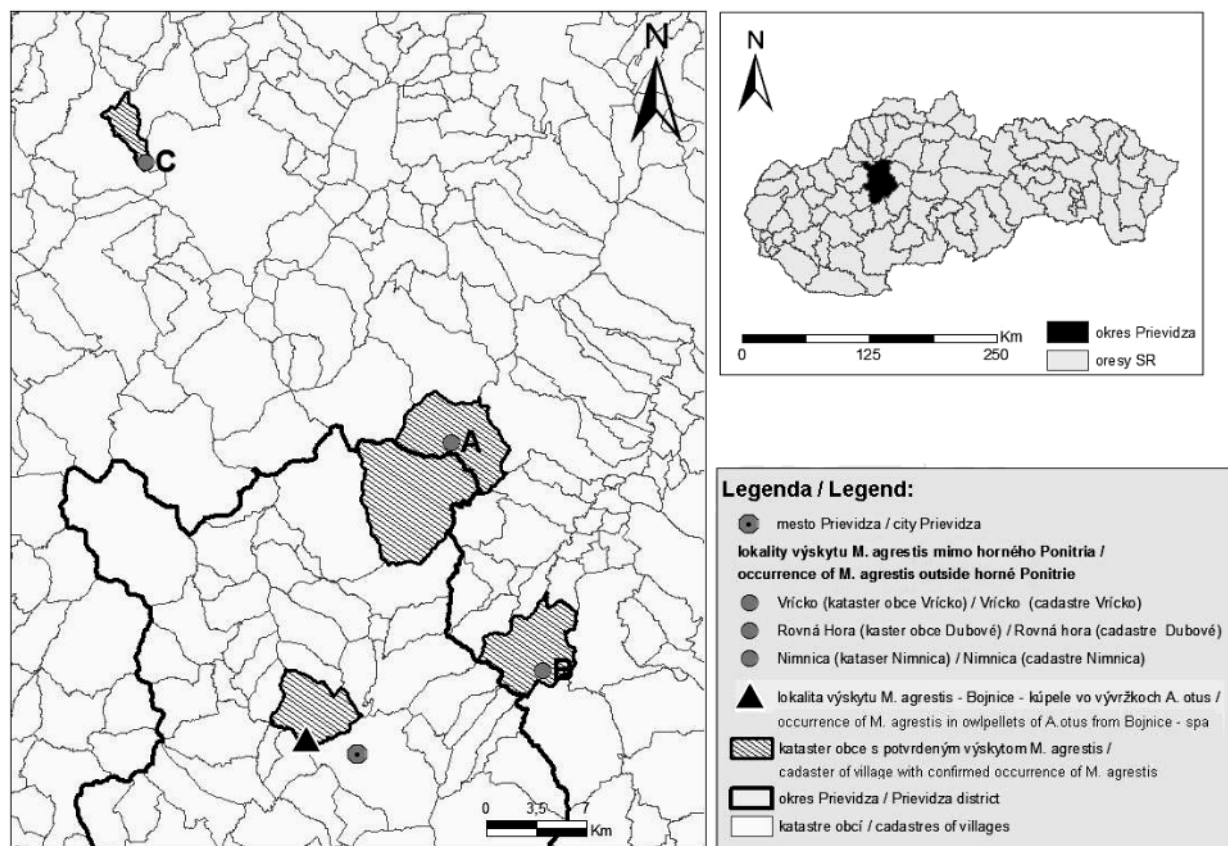 N
C
A
B
0 3,5 7
Km
N
Km
0 125 250
okres Prievidza
oresy SR
Legenda / Legend:
mesto Prievidza / city Prievidza
lokality výskytu M. agrestis mimo horného Ponitria /
occurrence of M. agrestis outside horné Ponitrie
Vrícko (kataster obce Vrícko) / Vrícko (cadastre Vrícko)
Rovná Hora (kaster obce Dubové) / Rovná hora (cadastre Dubové)
Nimnica (kataser Nimnica) / Nimnica (cadastre Nimnica)
lokalita výskytu M. agrestis - Bojnice - kúpele vo vývržkoch A. otus /
occurrence of M. agrestis in owlpellets of A.otus from Bojnice - spa
kataster obce s potvrdeným výskytom M. agrestis /
cadaster of village with confirmed occurrence of M. agrestis
okres Prievidza / Prievidza district
katastre obcí / cadastres of villages